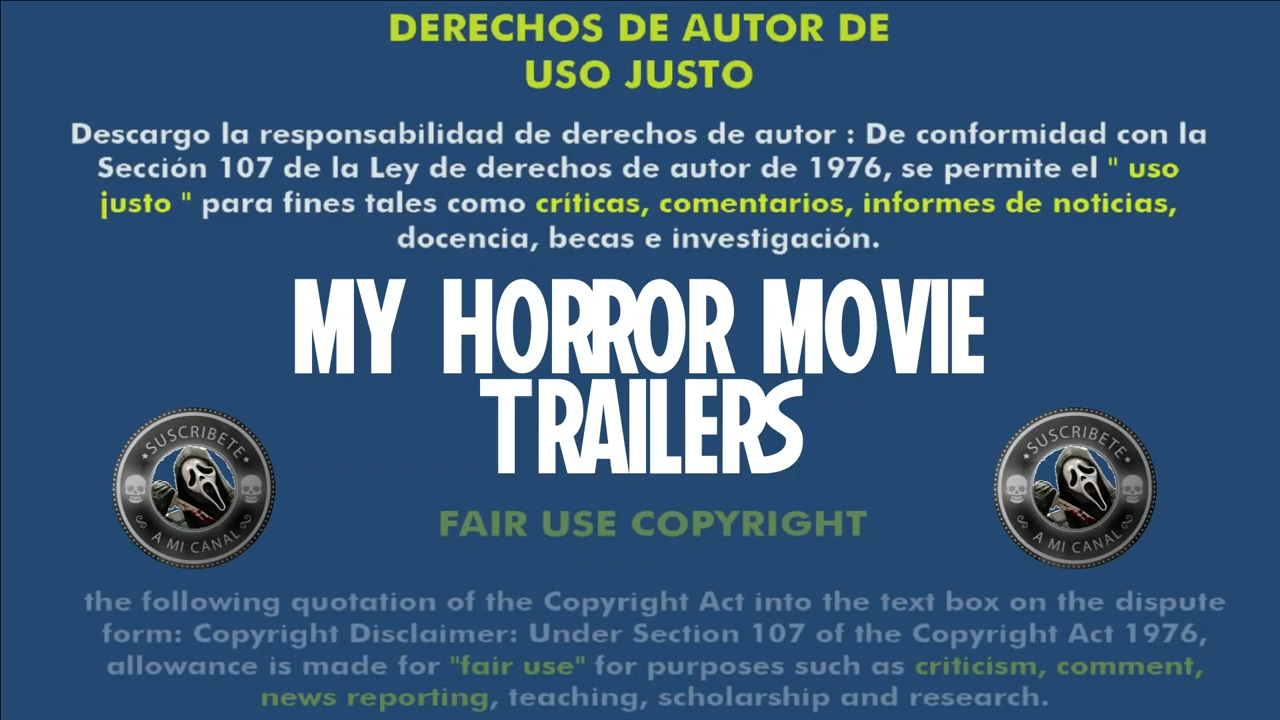 DERECHOS DE AUTOR DE
USO JUSTO
Descargo la responsabilidad de derechos de autor : De conformidad con la
Sección 107 de la Ley de derechos de autor de 1976, se permite el " uso
justo " para fines tales como críticas, comentarios, informes de noticias,
docencia, becas e investigación.
MY HORROR MOVIE
TRAILERS
SUSCRIBETE
A MI CANAL
SUSCRIBETE
A MI CANAL
FAIR USE COPYRIGHT
the following quotation of the Copyright Act into the text box on the dispute
form: Copyright Disclaimer: Under Section 107 of the Copyright Act 1976,
allowance is made for "fair use" for purposes such as criticism, comment,
news reporting, teaching, scholarship and research.